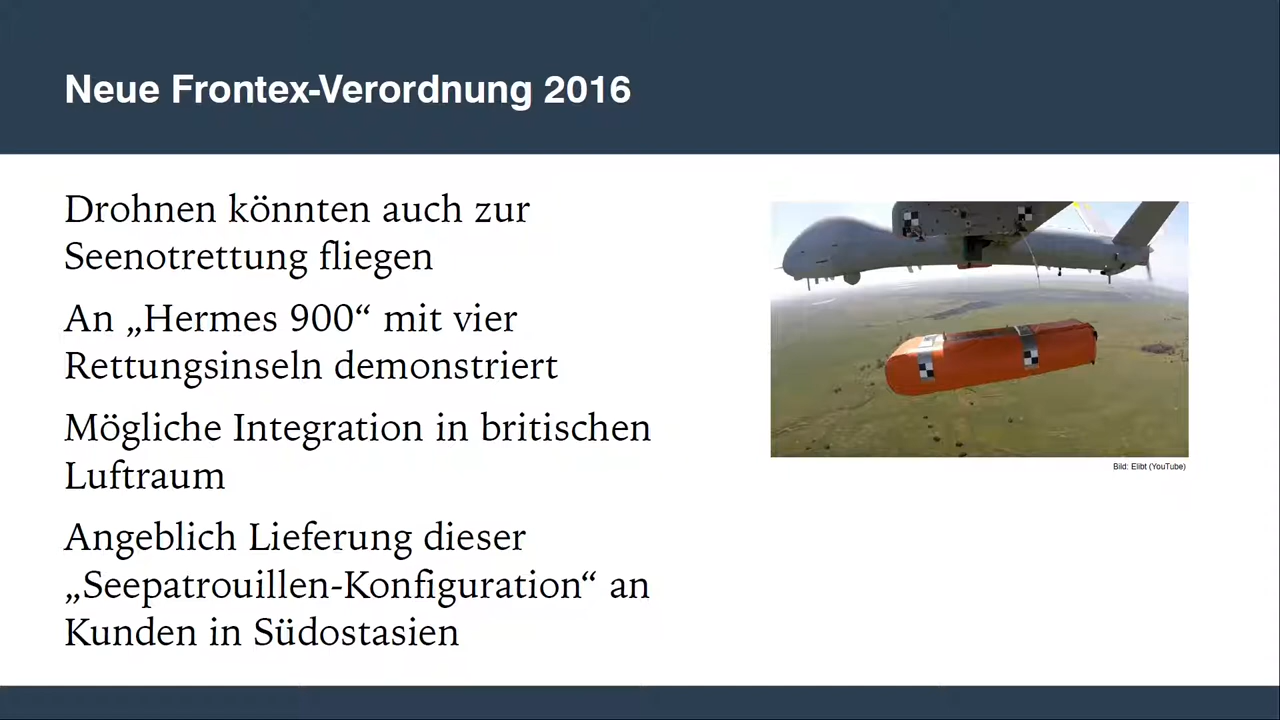 Neue Frontex-Verordnung 2016
Drohnen könnten auch zur
Seenotrettung fliegen
An „Hermes 900“ mit vier
Rettungsinseln demonstriert
Mögliche Integration in britischen
Luftraum
Angeblich Lieferung dieser
„Seepatrouillen-Konfiguration“ an
Kunden in Südostasien
Bild: Elibt (YouTube)